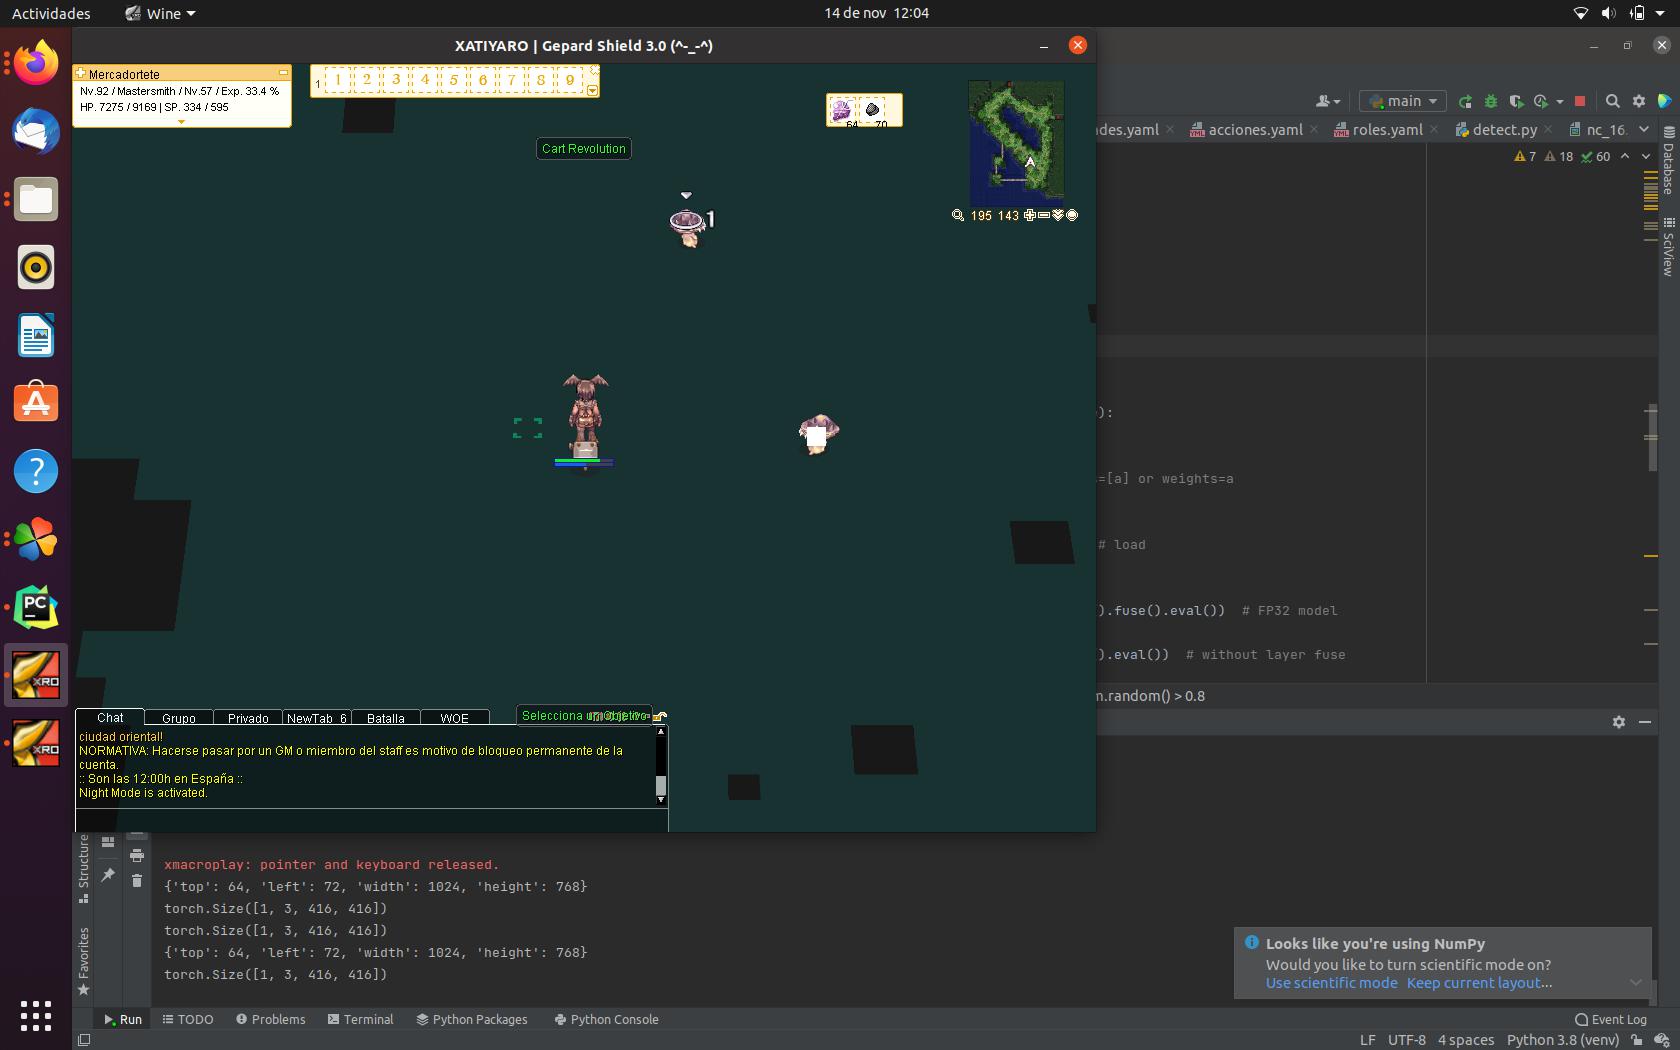 Actividades
Wine
14 de nov 12:04
XATIYARO | Gepard Shield 3.0 (^-_-^)
Mercadortete
Nv.92 / Mastersmith / Nv.57 / Exp. 33.4 %
HP. 7275 / 9169 | SP. 334 / 595
1 1 2 3 4 5 6 7 8 9
64 70
Cart Revolution
1
195 143
main
des.yaml
acciones.yaml
roles.yaml
detect.py
nc_16.
7 18 60
Database
SciView
):
=[a] or weights=a
# load
).fuse().eval()) # FP32 model
).eval()) # without layer fuse
m.random() > 0.8
XRO
XRO
PC
Chat Grupo Privado NewTab 6 Batalla WOE
Selecciona un objetivo
ciudad oriental!
NORMATIVA: Hacerse pasar por un GM o miembro del staff es motivo de bloqueo permanente de la
cuenta.
:: Son las 12:00h en España ::
Night Mode is activated.
Structure
Favorites
xmacroplay: pointer and keyboard released.
{'top': 64, 'left': 72, 'width': 1024, 'height': 768}
torch.Size([1, 3, 416, 416])
torch.Size([1, 3, 416, 416])
{'top': 64, 'left': 72, 'width': 1024, 'height': 768}
torch.Size([1, 3, 416, 416])
Looks like you're using NumPy
Would you like to turn scientific mode on?
Use scientific mode Keep current layout...
Run TODO Problems Terminal Python Packages Python Console
Event Log
LF UTF-8 4 spaces Python 3.8 (venv)